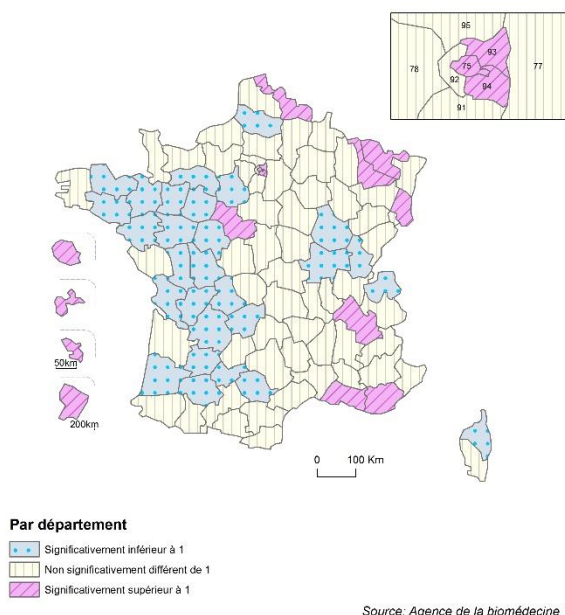 95
93
78
75
77
92
94
91
50km
200km
0 100 Km
Par département
Significativement inférieur à 1
Non significativement différent de 1
Significativement supérieur à 1
Source: Agence de la biomédecine